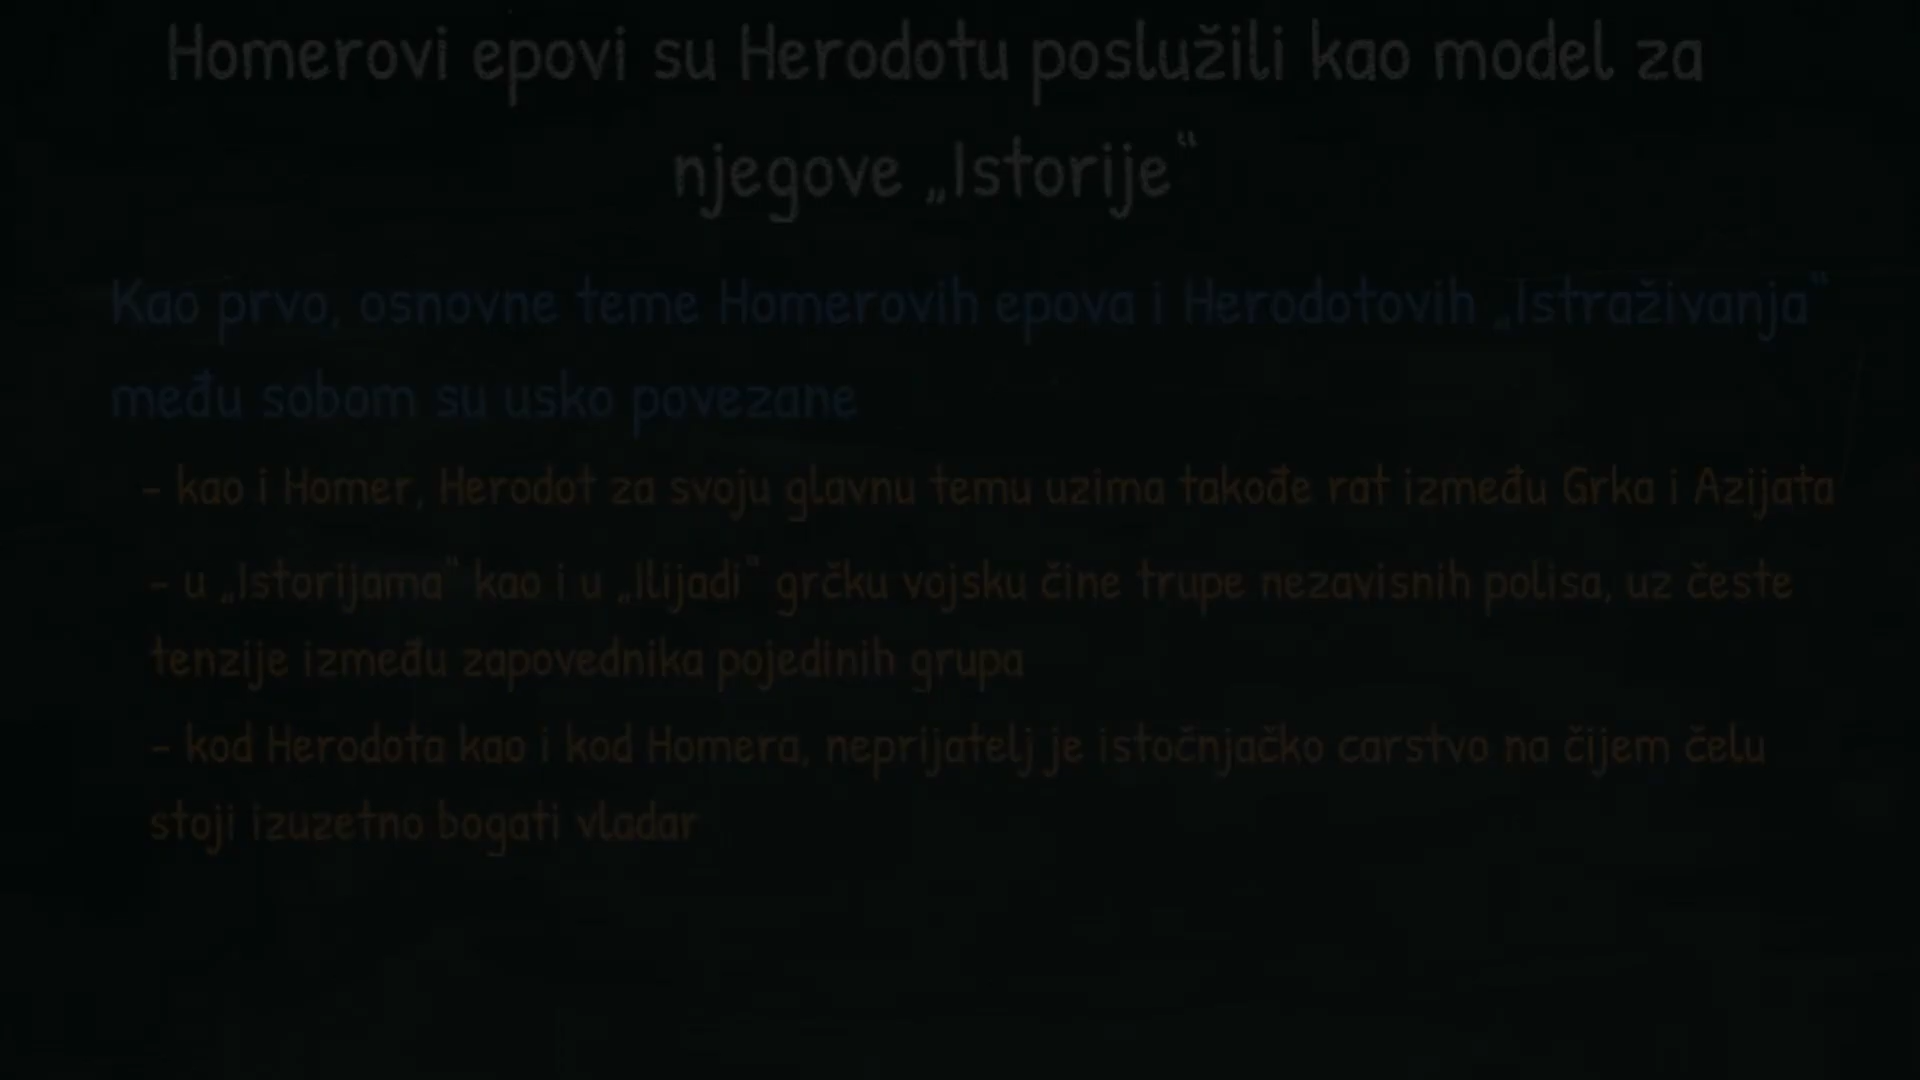 Homerovi epovi su Herodotu poslužili kao model za
njegove „Istorije“
Kao prvo, osnovne teme Homerovih epova i Herodotovih „Istraživanja“
među sobom su usko povezane
- kao i Homer, Herodot za svoju glavnu temu uzima takođe rat između Grka i Azijata
- u „Istorijama“ kao i u „Ilijadi“ grčku vojsku čine trupe nezavisnih polisa, uz česte
tenzije između zapovednika pojedinih grupa
- kod Herodota kao i kod Homera, neprijatelj je istočnjačko carstvo na čijem čelu
stoji izuzetno bogati vladar